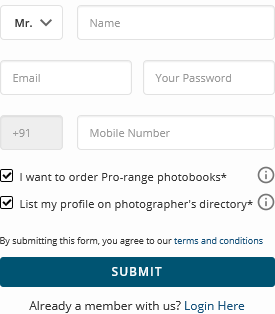 Mr. Name
Email Your Password
+91 Mobile Number
I want to order Pro-range photobooks*
List my profile on photographer's directory*
By submitting this form, you agree to our terms and conditions
SUBMIT
Already a member with us? Login Here